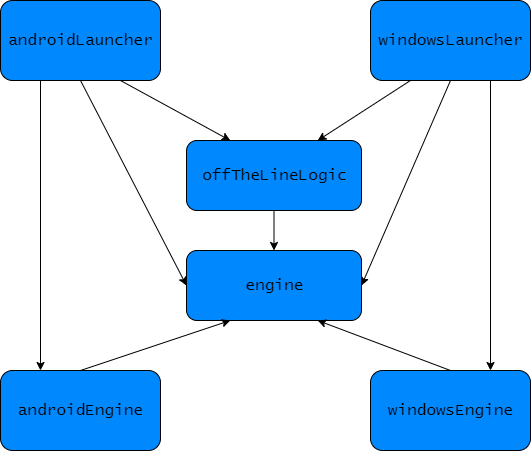 androidLauncher
windowsLauncher
offTheLineLogic
engine
androidEngine
windowsEngine